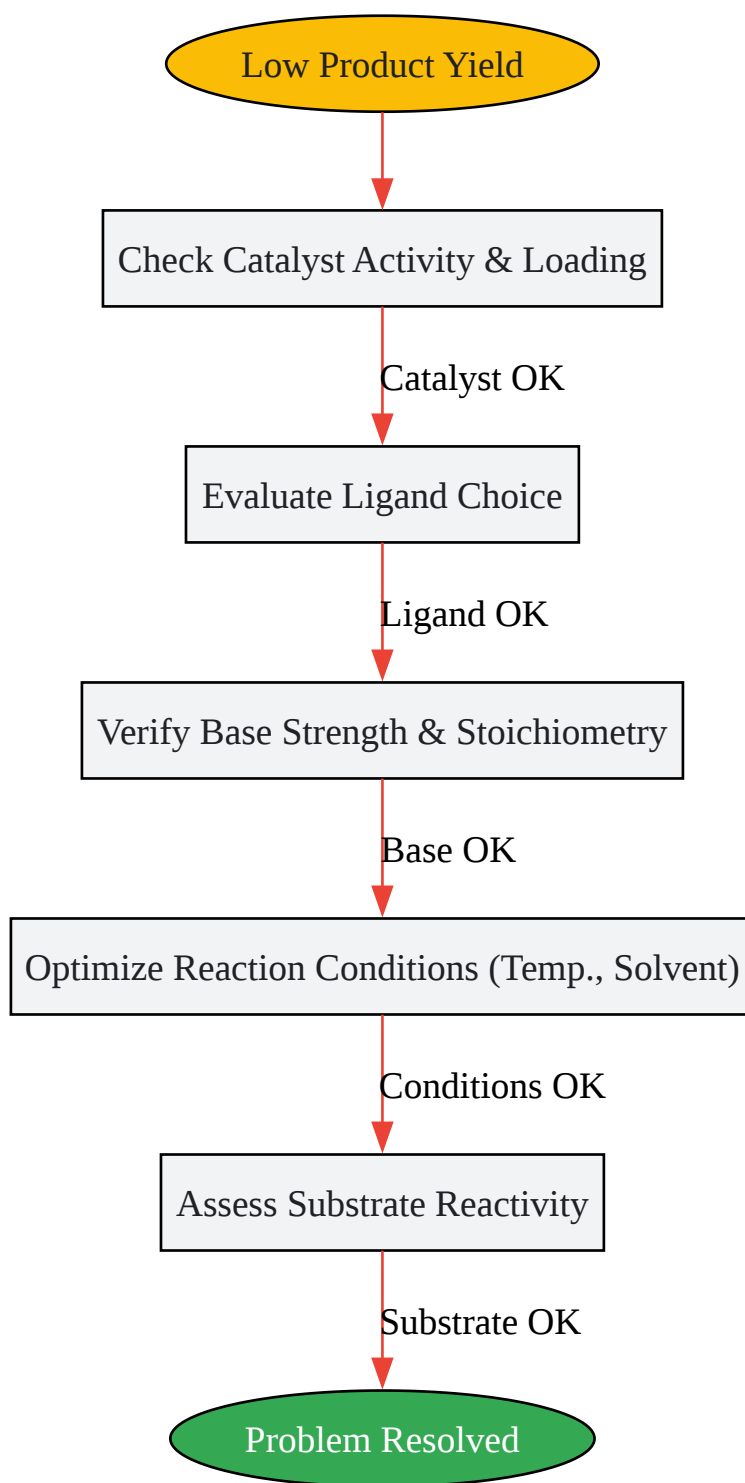 Low Product Yield
Check Catalyst Activity & Loading
Catalyst OK
Evaluate Ligand Choice
Ligand OK
Verify Base Strength & Stoichiometry
Base OK
Optimize Reaction Conditions (Temp., Solvent)
Conditions OK
Assess Substrate Reactivity
Substrate OK
Problem Resolved